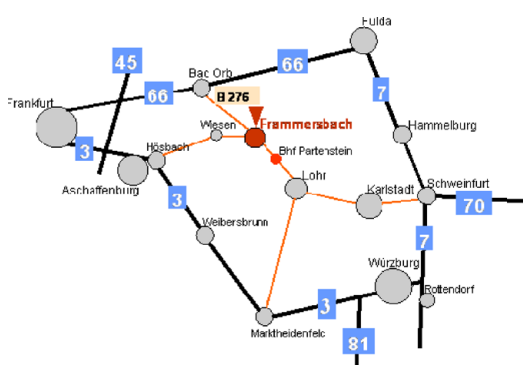 Fulda
45
66
Bad Orb
66
B 276
7
Frankfurt
Frammersbach
Wiesen
Hammelburg
3
Hösbach
Bhf Partenstein
Aschaffenburg
Lohr
Karlstadt
Schweinfurt
3
70
Weibersbrunn
7
Würzburg
Rottendorf
3
Marktheidenfeld
81